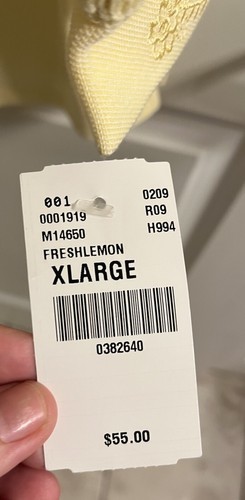 001 0209
0001919 R09
M14650 H994
FRESHLEMON
XLARGE
0382640
$55.00